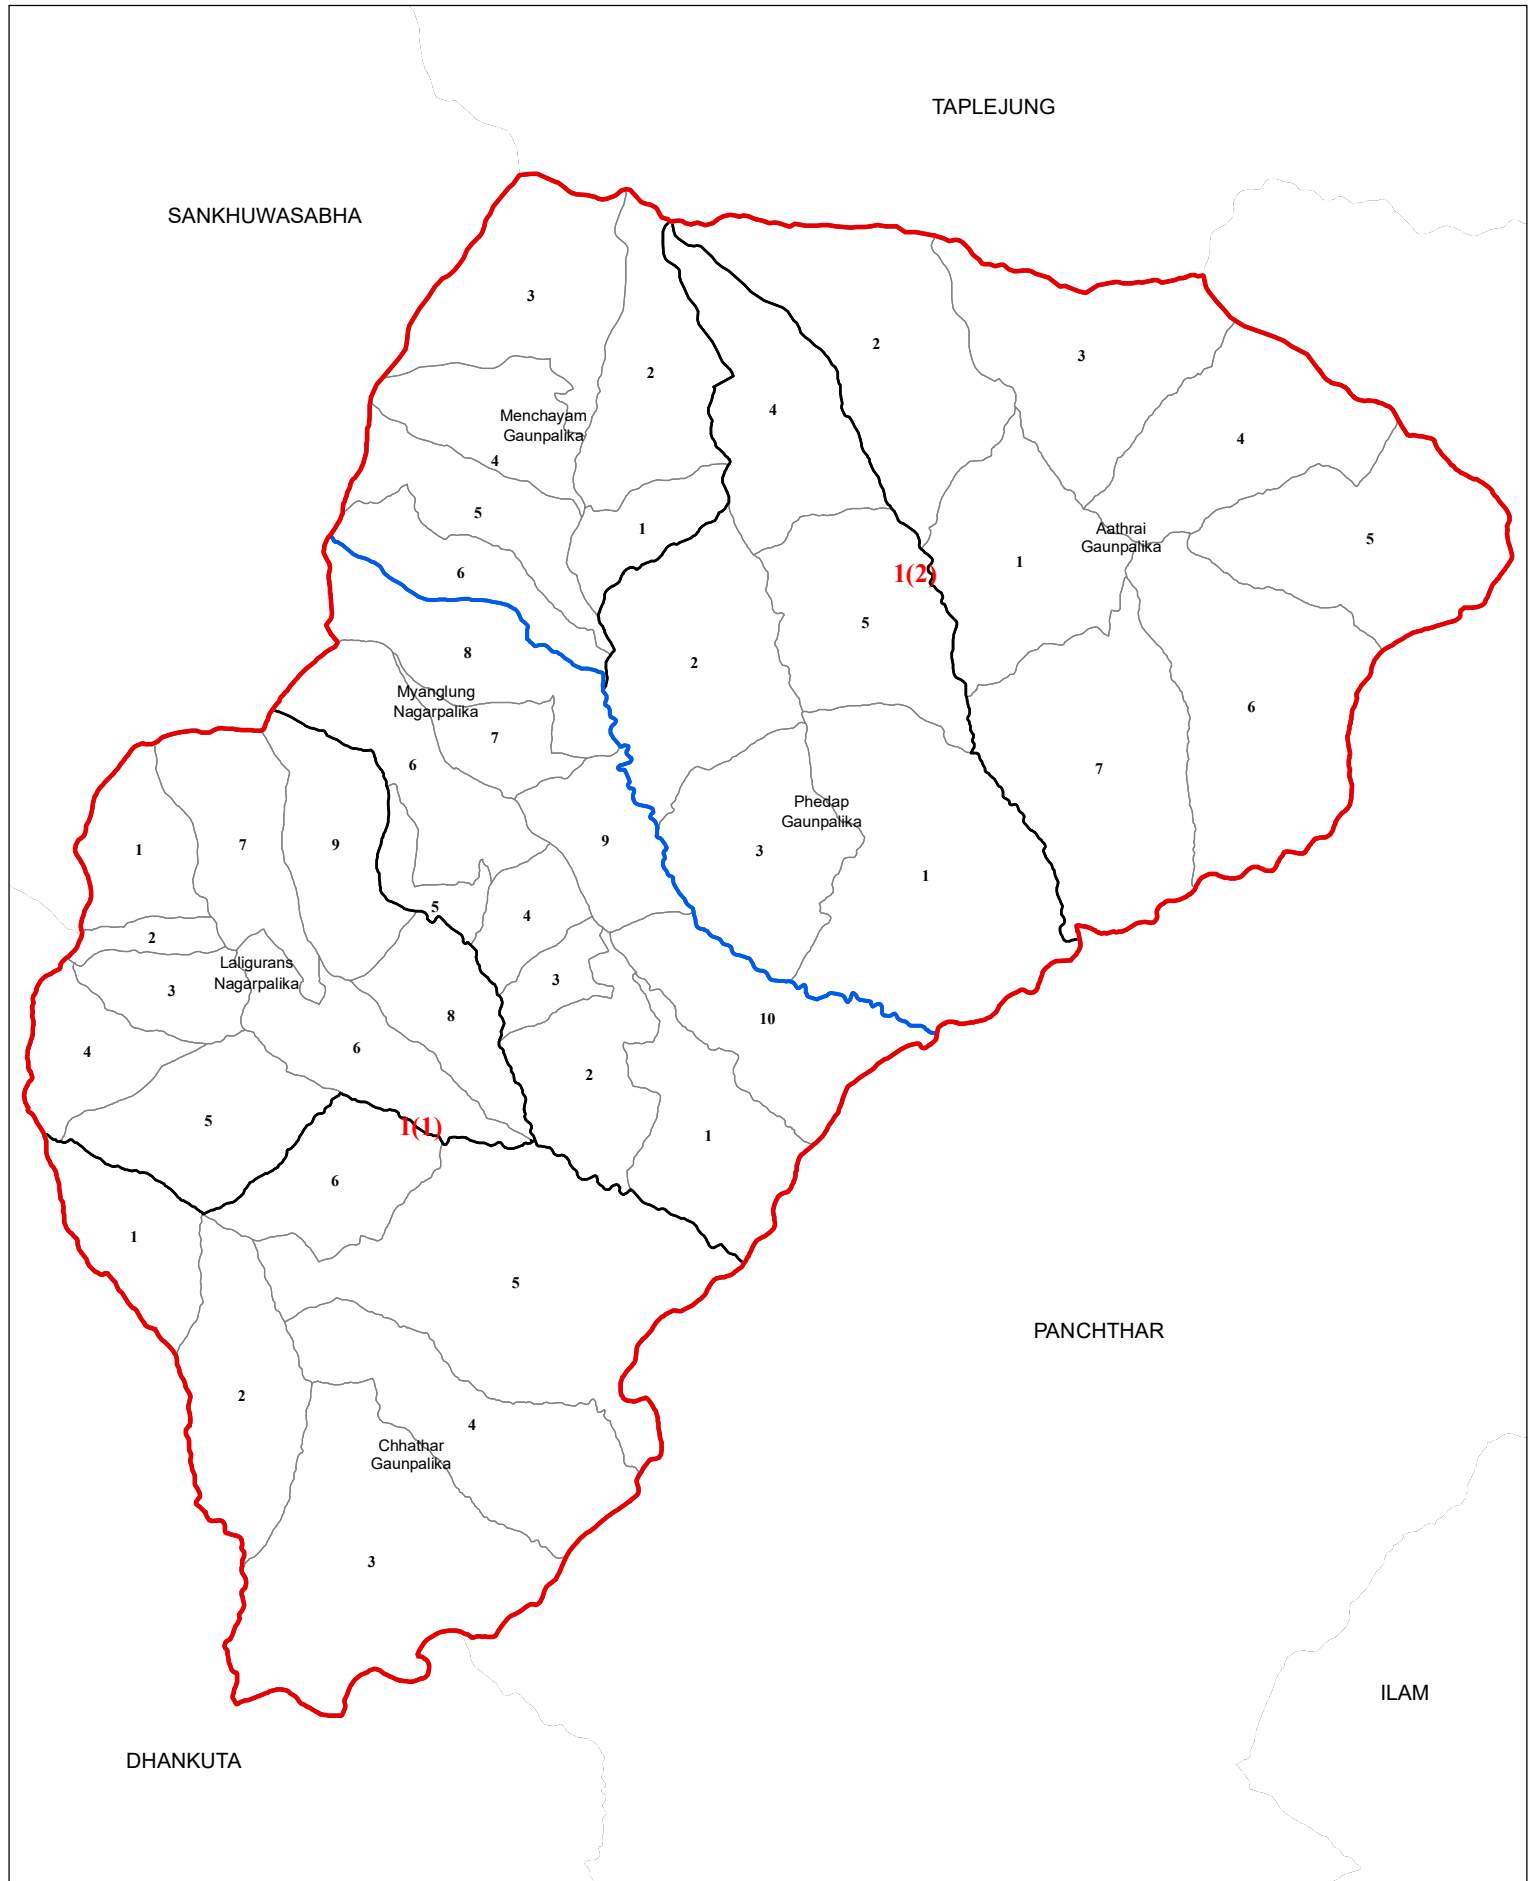 TAPLEJUNG
SANKHUWASABHA
3
2
2
3
4
Menchayam
Gaunpalika
4
4
5
1
Aathrai
Gaunpalika
5
6
1(2)
1
5
8
2
Myanglung
Nagarpalika
6
7
6
7
Phedap
Gaunpalika
1
7
9
9
3
1
5
4
2
Laligurans
Nagarpalika
3
3
8
10
4
6
2
5
1(1)
1
6
1
5
PANCHTHAR
2
4
Chhathar
Gaunpalika
3
ILAM
DHANKUTA